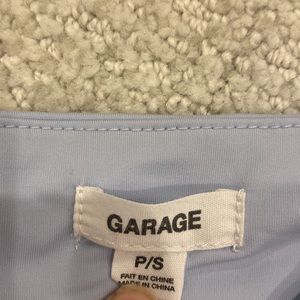 GARAGE
P/S
FAIT EN CHINE
MADE IN CHINA